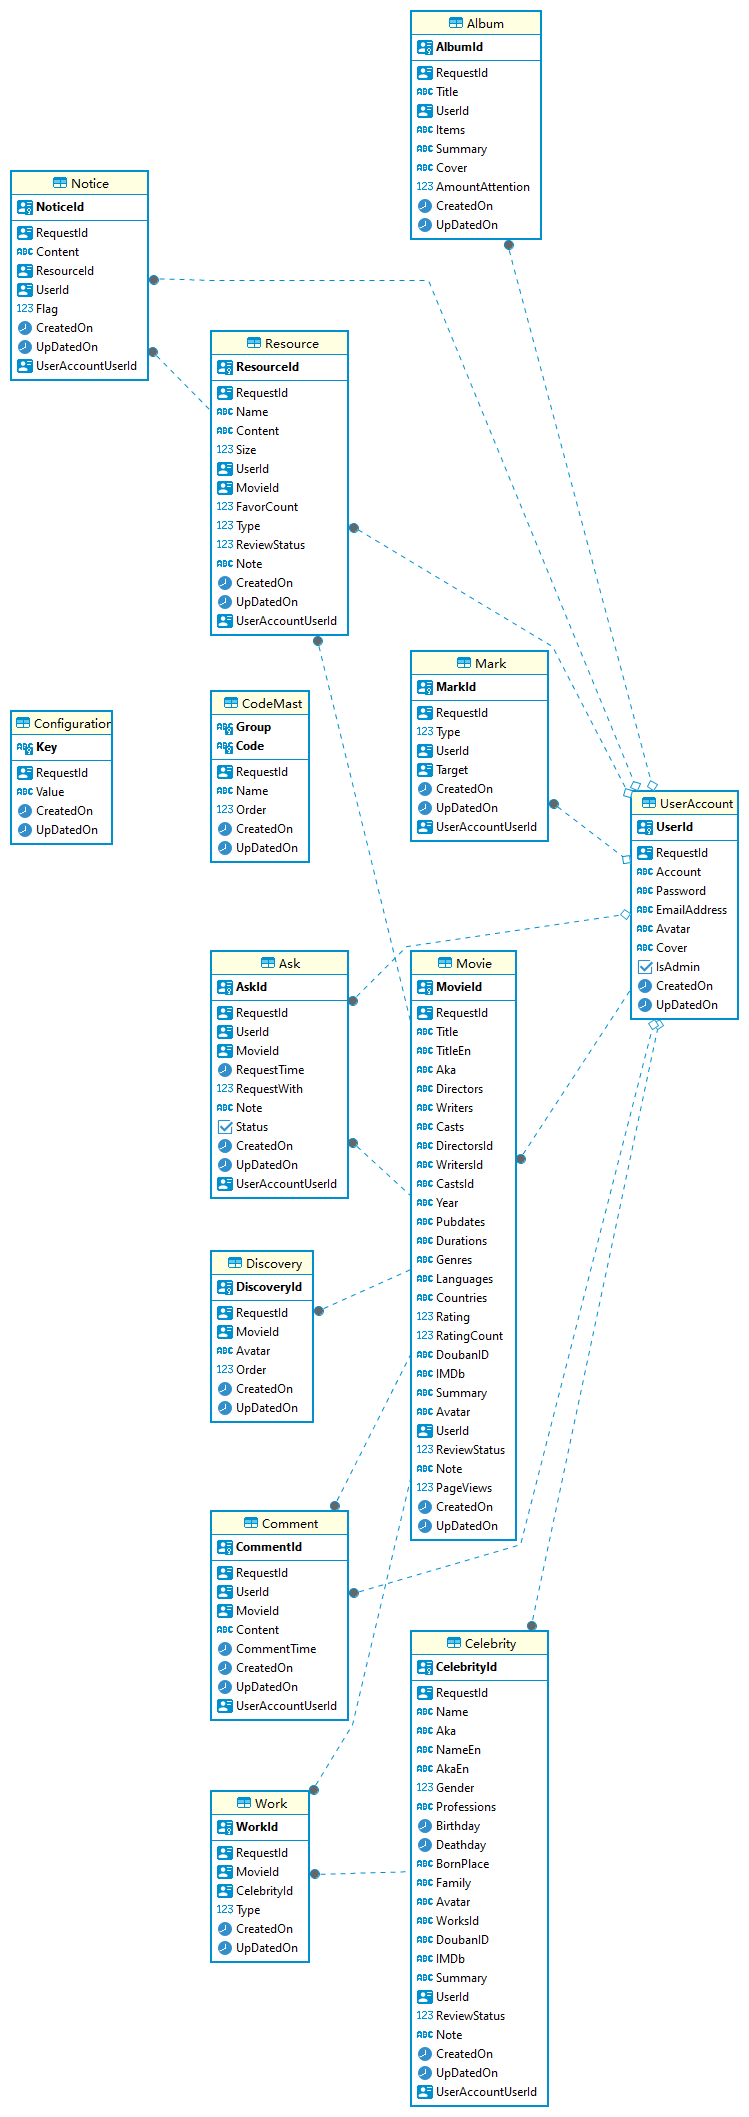 Album
AlbumId
RequestId
Title
UserId
Items
Summary
Cover
AmountAttention
CreatedOn
UpDatedOn
Notice
NoticeId
RequestId
Content
ResourceId
UserId
Flag
CreatedOn
UpDatedOn
UserAccountUserId
Resource
ResourceId
RequestId
Name
Content
Size
UserId
MovieId
FavorCount
Type
ReviewStatus
Note
CreatedOn
UpDatedOn
UserAccountUserId
Mark
MarkId
RequestId
Type
UserId
Target
CreatedOn
UpDatedOn
UserAccountUserId
Configuration
Key
RequestId
Value
CreatedOn
UpDatedOn
CodeMast
Group
Code
RequestId
Name
Order
CreatedOn
UpDatedOn
UserAccount
UserId
RequestId
Account
Password
EmailAddress
Avatar
Cover
IsAdmin
CreatedOn
UpDatedOn
Ask
AskId
RequestId
UserId
MovieId
RequestTime
RequestWith
Note
Status
CreatedOn
UpDatedOn
UserAccountUserId
Movie
MovieId
RequestId
Title
TitleEn
Aka
Directors
Writers
Casts
DirectorsId
WritersId
CastsId
Year
Pubdates
Durations
Genres
Languages
Countries
Rating
RatingCount
DoubanID
IMDb
Summary
Avatar
UserId
ReviewStatus
Note
PageViews
CreatedOn
UpDatedOn
Discovery
DiscoveryId
RequestId
MovieId
Avatar
Order
CreatedOn
UpDatedOn
Comment
CommentId
RequestId
UserId
MovieId
Content
CommentTime
CreatedOn
UpDatedOn
UserAccountUserId
Celebrity
CelebrityId
RequestId
Name
Aka
NameEn
AkaEn
Gender
Professions
Birthday
Deathday
BornPlace
Family
Avatar
WorksId
DoubanID
IMDb
Summary
UserId
ReviewStatus
Note
CreatedOn
UpDatedOn
UserAccountUserId
Work
WorkId
RequestId
MovieId
CelebrityId
Type
CreatedOn
UpDatedOn